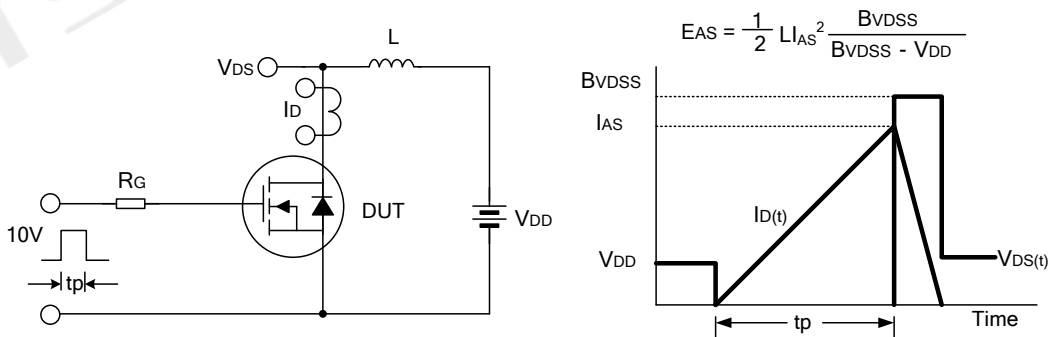 L
VDS
ID
RG
DUT
10V
tp
VDD
EAS = 1/2 LIAS² BVDSS / BVDSS - VDD
BVDSS
IAS
ID(t)
VDD
VDS(t)
tp
Time